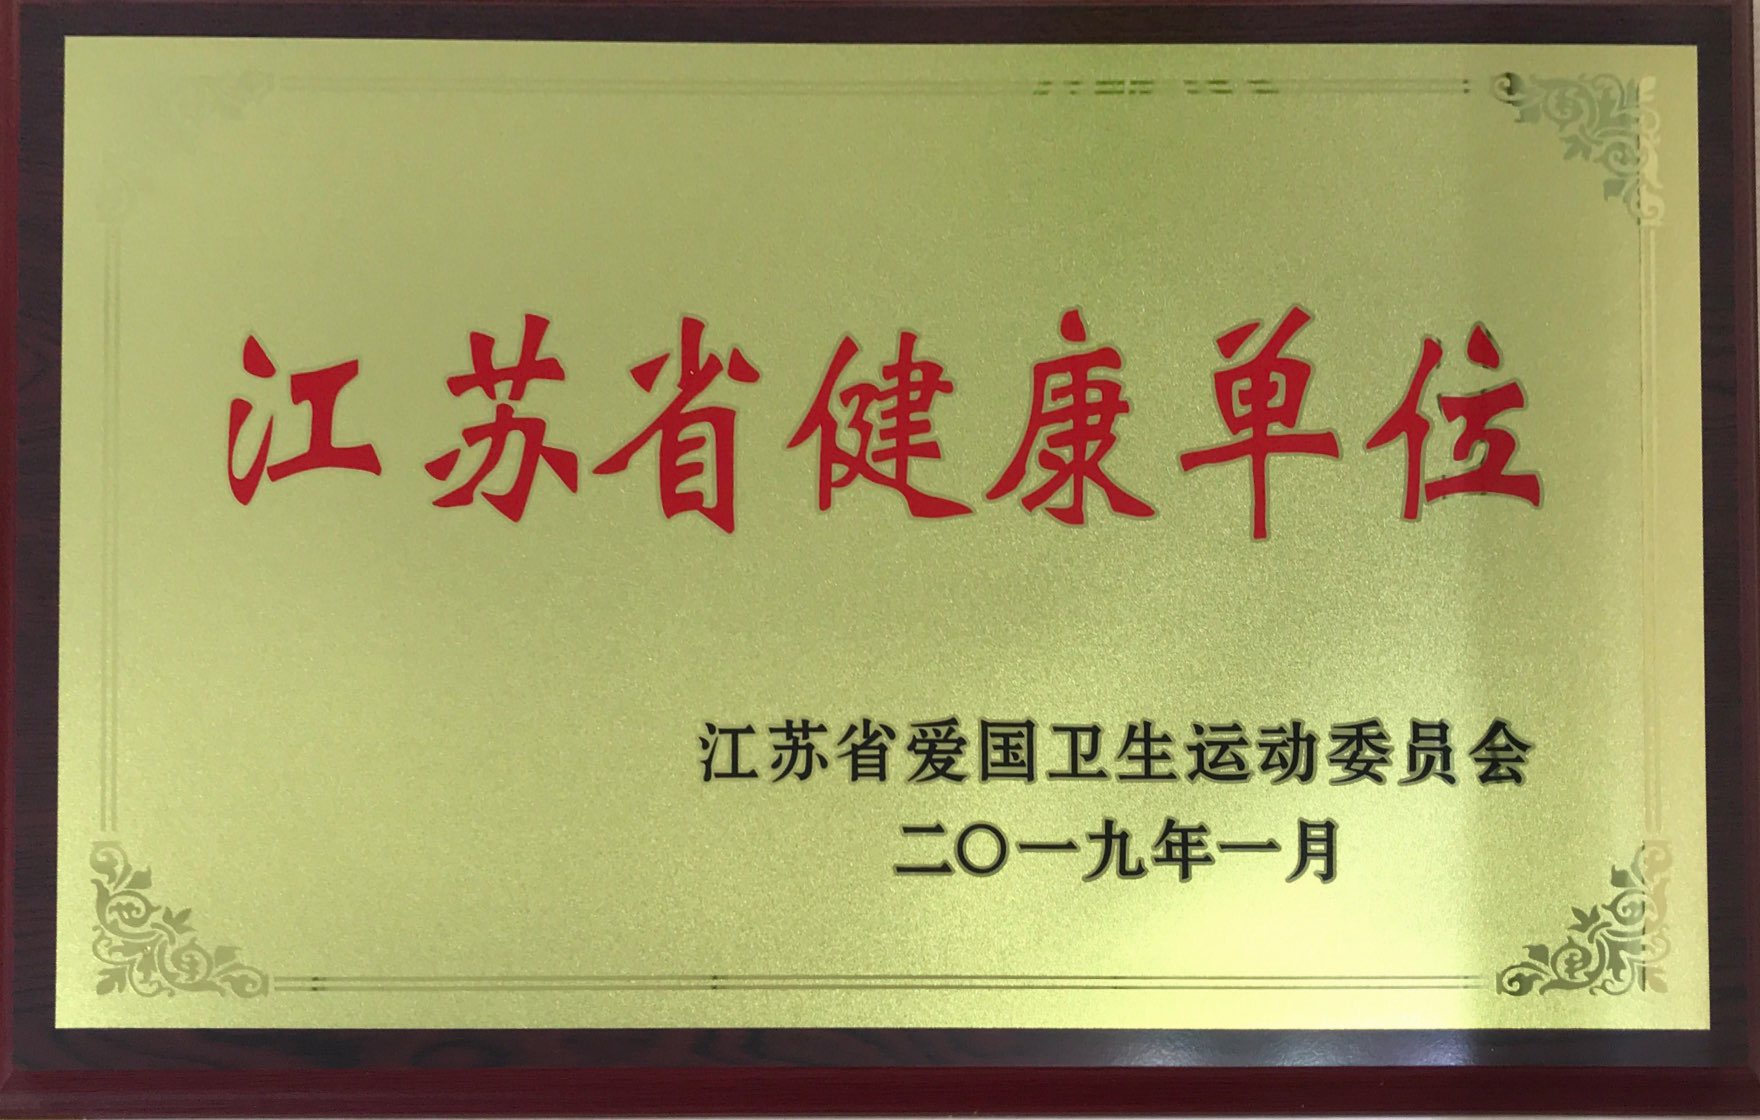 江苏省健康单位
江苏省爱国卫生运动委员会
二〇一九年一月